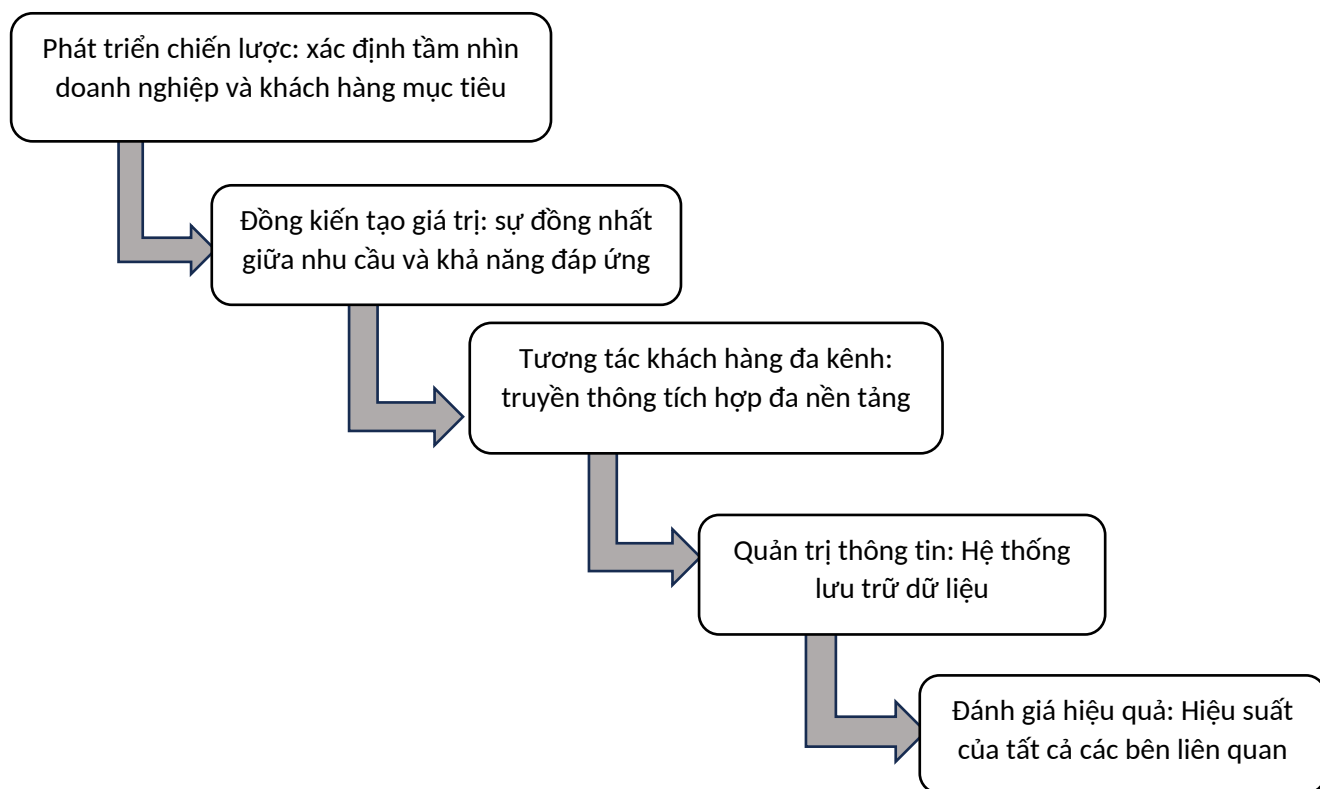 Phát triển chiến lược: xác định tầm nhìn
doanh nghiệp và khách hàng mục tiêu
Đồng kiến tạo giá trị: sự đồng nhất
giữa nhu cầu và khả năng đáp ứng
Tương tác khách hàng đa kênh:
truyền thông tích hợp đa nền tảng
Quản trị thông tin: Hệ thống
lưu trữ dữ liệu
Đánh giá hiệu quả: Hiệu suất
của tất cả các bên liên quan